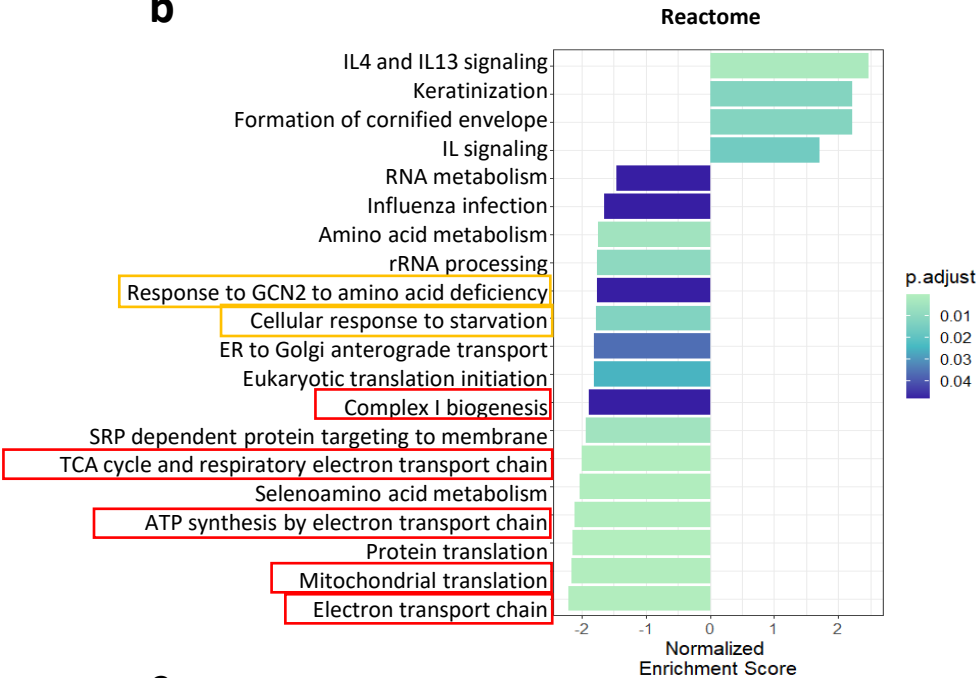 b
Reactome
IL4 and IL13 signaling
Keratinization
Formation of cornified envelope
IL signaling
RNA metabolism
Influenza infection
Amino acid metabolism
rRNA processing
Response to GCN2 to amino acid deficiency
Cellular response to starvation
ER to Golgi anterograde transport
Eukaryotic translation initiation
Complex I biogenesis
SRP dependent protein targeting to membrane
TCA cycle and respiratory electron transport chain
Selenoamino acid metabolism
ATP synthesis by electron transport chain
Protein translation
Mitochondrial translation
Electron transport chain
-2 -1 0 1 2
Normalized
Enrichment Score
p.adjust
0.01
0.02
0.03
0.04